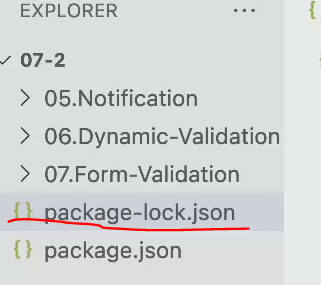 EXPLORER ...
07-2
05.Notification
06.Dynamic-Validation
07.Form-Validation
{} package-lock.json
{} package.json